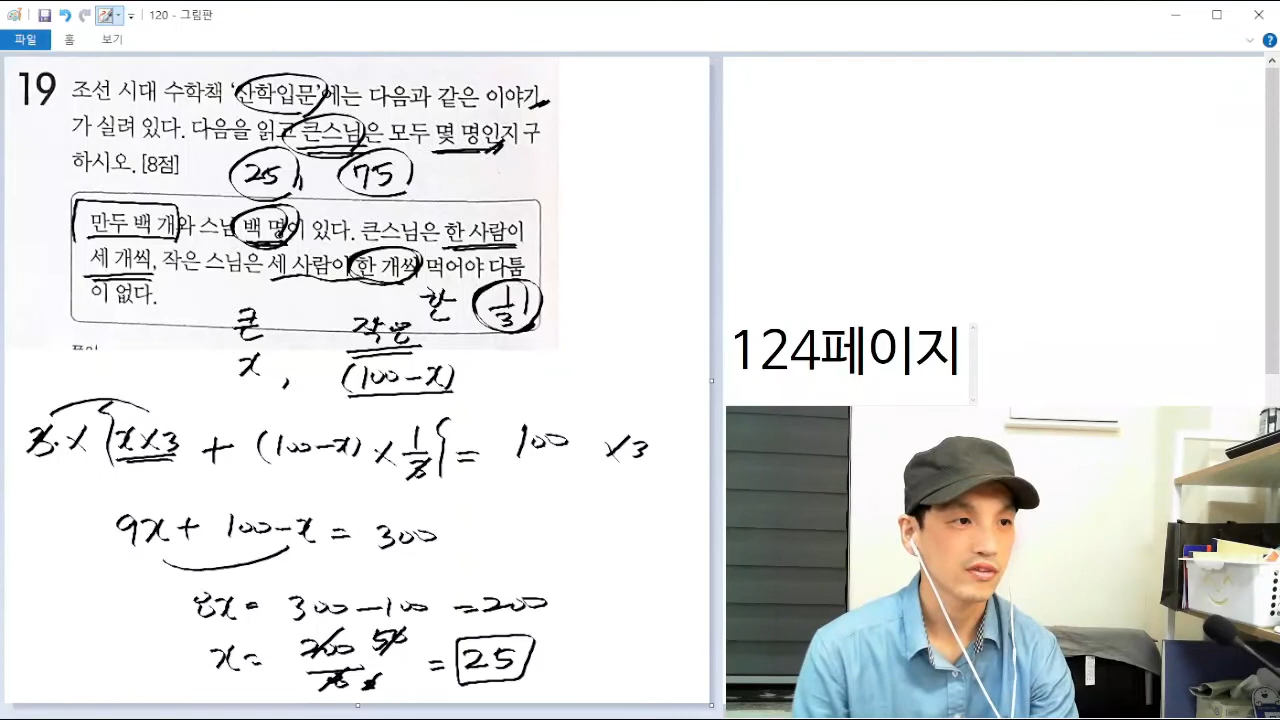 120 - 그림판
파일 홈 보기
19 조선 시대 수학책 '산학입문'에는 다음과 같은 이야기
가 실려 있다. 다음을 읽고 큰스님은 모두 몇 명인지 구
하시오. [8점]
25, 75
만두 백 개와 스님 백 명이 있다. 큰스님은 한 사람이
세 개씩, 작은 스님은 세 사람이 한 개씩 먹어야 다툼
이 없다.
1/3
큰 작은
x , (100-x)
3×{x×3 + (100-x)×1/3} = 100 ×3
9x + 100-x = 300
8x = 300-100 = 200
x = = 25
124페이지